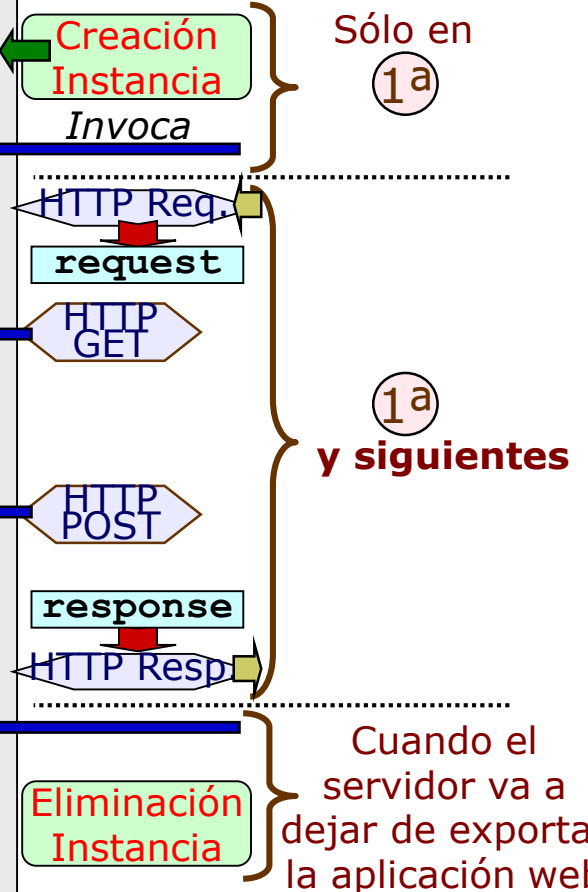 Creación
Instancia
Sólo en
1ª
Invoca
HTTP Req.
request
HTTP
GET
1ª
y siguientes
HTTP
POST
response
HTTP Resp.
Cuando el
servidor va a
dejar de exporta
la aplicación web
Eliminación
Instancia